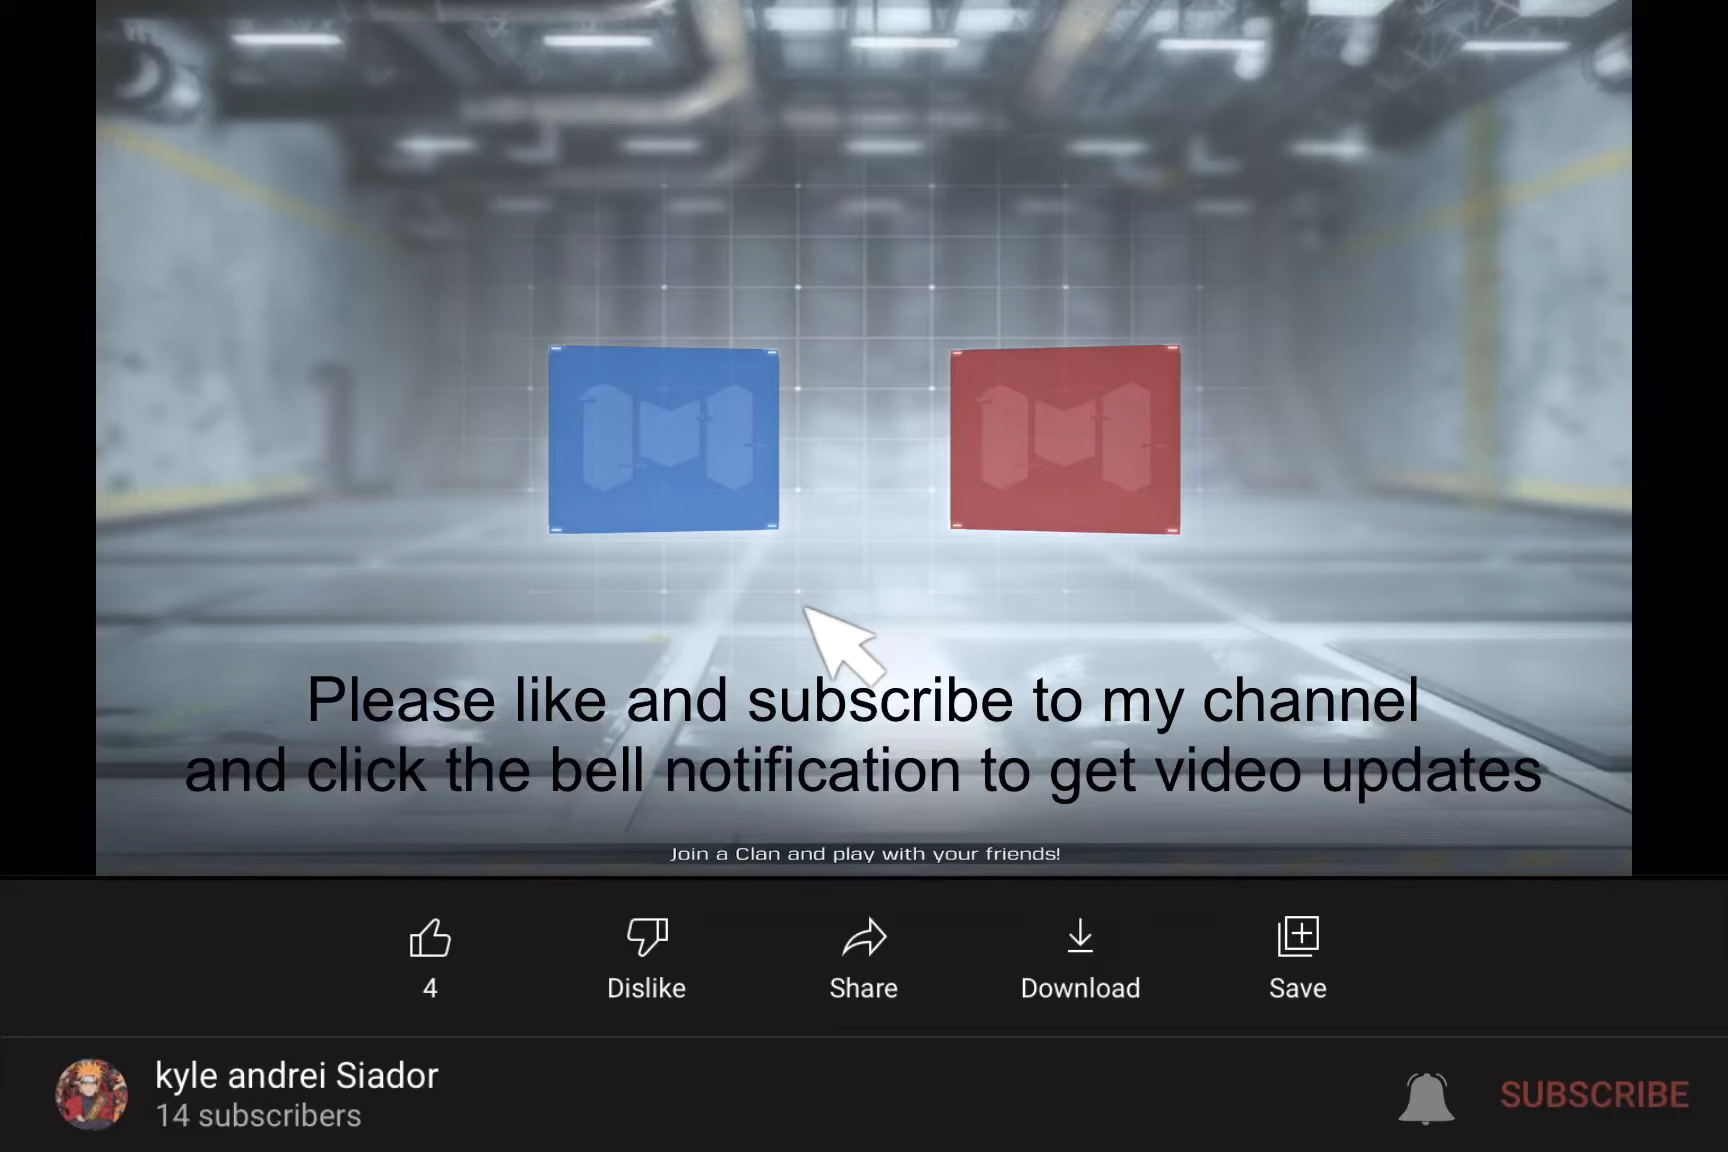 Please like and subscribe to my channel
and click the bell notification to get video updates
Join a Clan and play with your friends!
4
Dislike
Share
Download
Save
kyle andrei Siador
14 subscribers
SUBSCRIBE